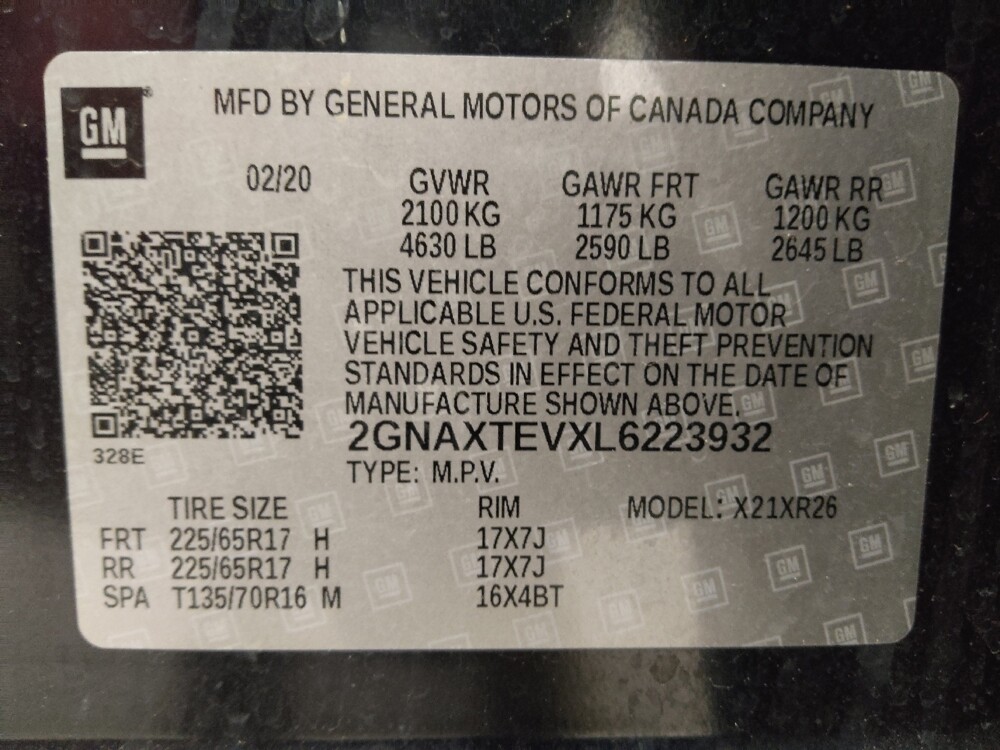 GM
MFD BY GENERAL MOTORS OF CANADA COMPANY
02/20 GVWR GAWR FRT GAWR RR
2100 KG 1175 KG 1200 KG
4630 LB 2590 LB 2645 LB
THIS VEHICLE CONFORMS TO ALL
APPLICABLE U.S. FEDERAL MOTOR
VEHICLE SAFETY AND THEFT PREVENTION
STANDARDS IN EFFECT ON THE DATE OF
MANUFACTURE SHOWN ABOVE.
2GNAXTEVXL6223932
328E
TYPE: M.P.V.
TIRE SIZE RIM MODEL: X21XR26
FRT 225/65R17 H 17X7J
RR 225/65R17 H 17X7J
SPA T135/70R16 M 16X4BT